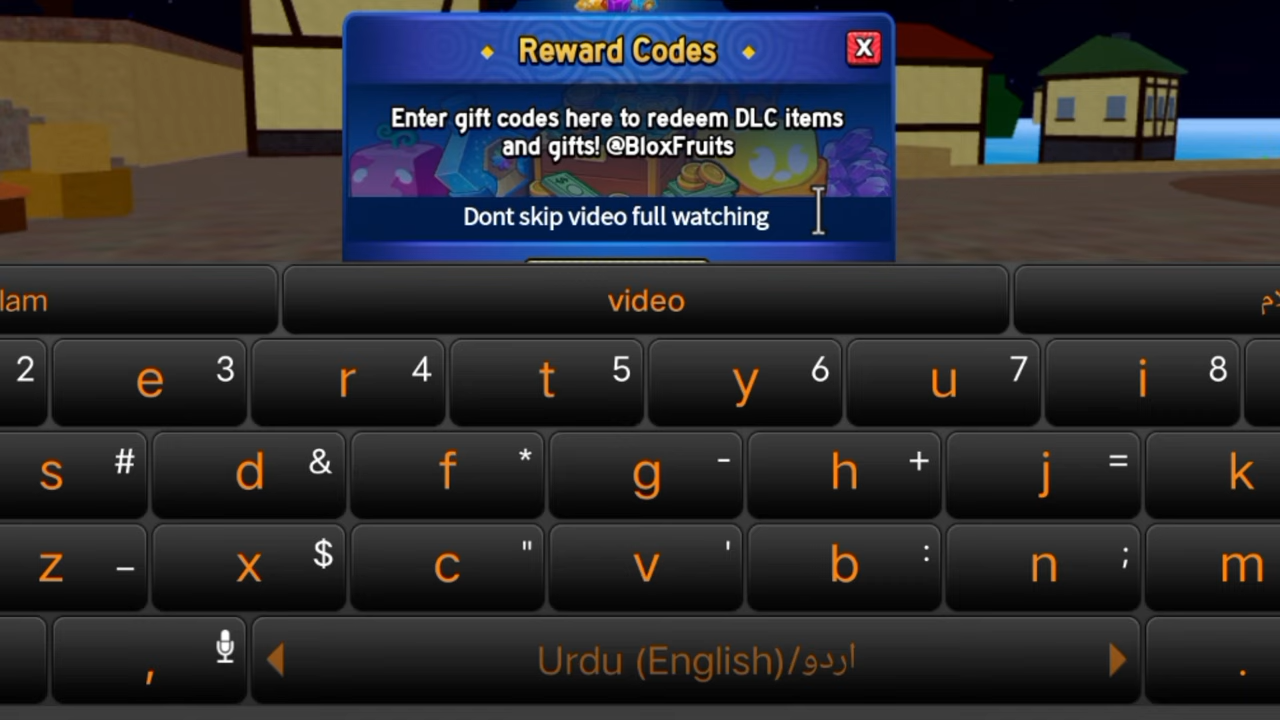 Reward Codes
X
Enter gift codes here to redeem DLC items
and gifts! @BloxFruits
Dont skip video full watching
lam video
2 e 3 r 4 t 5 y 6 u 7 i 8
s # d & f * g - h + j = k
z _ x $ c " v ' b : n ; m
, Urdu (English)/اردو .